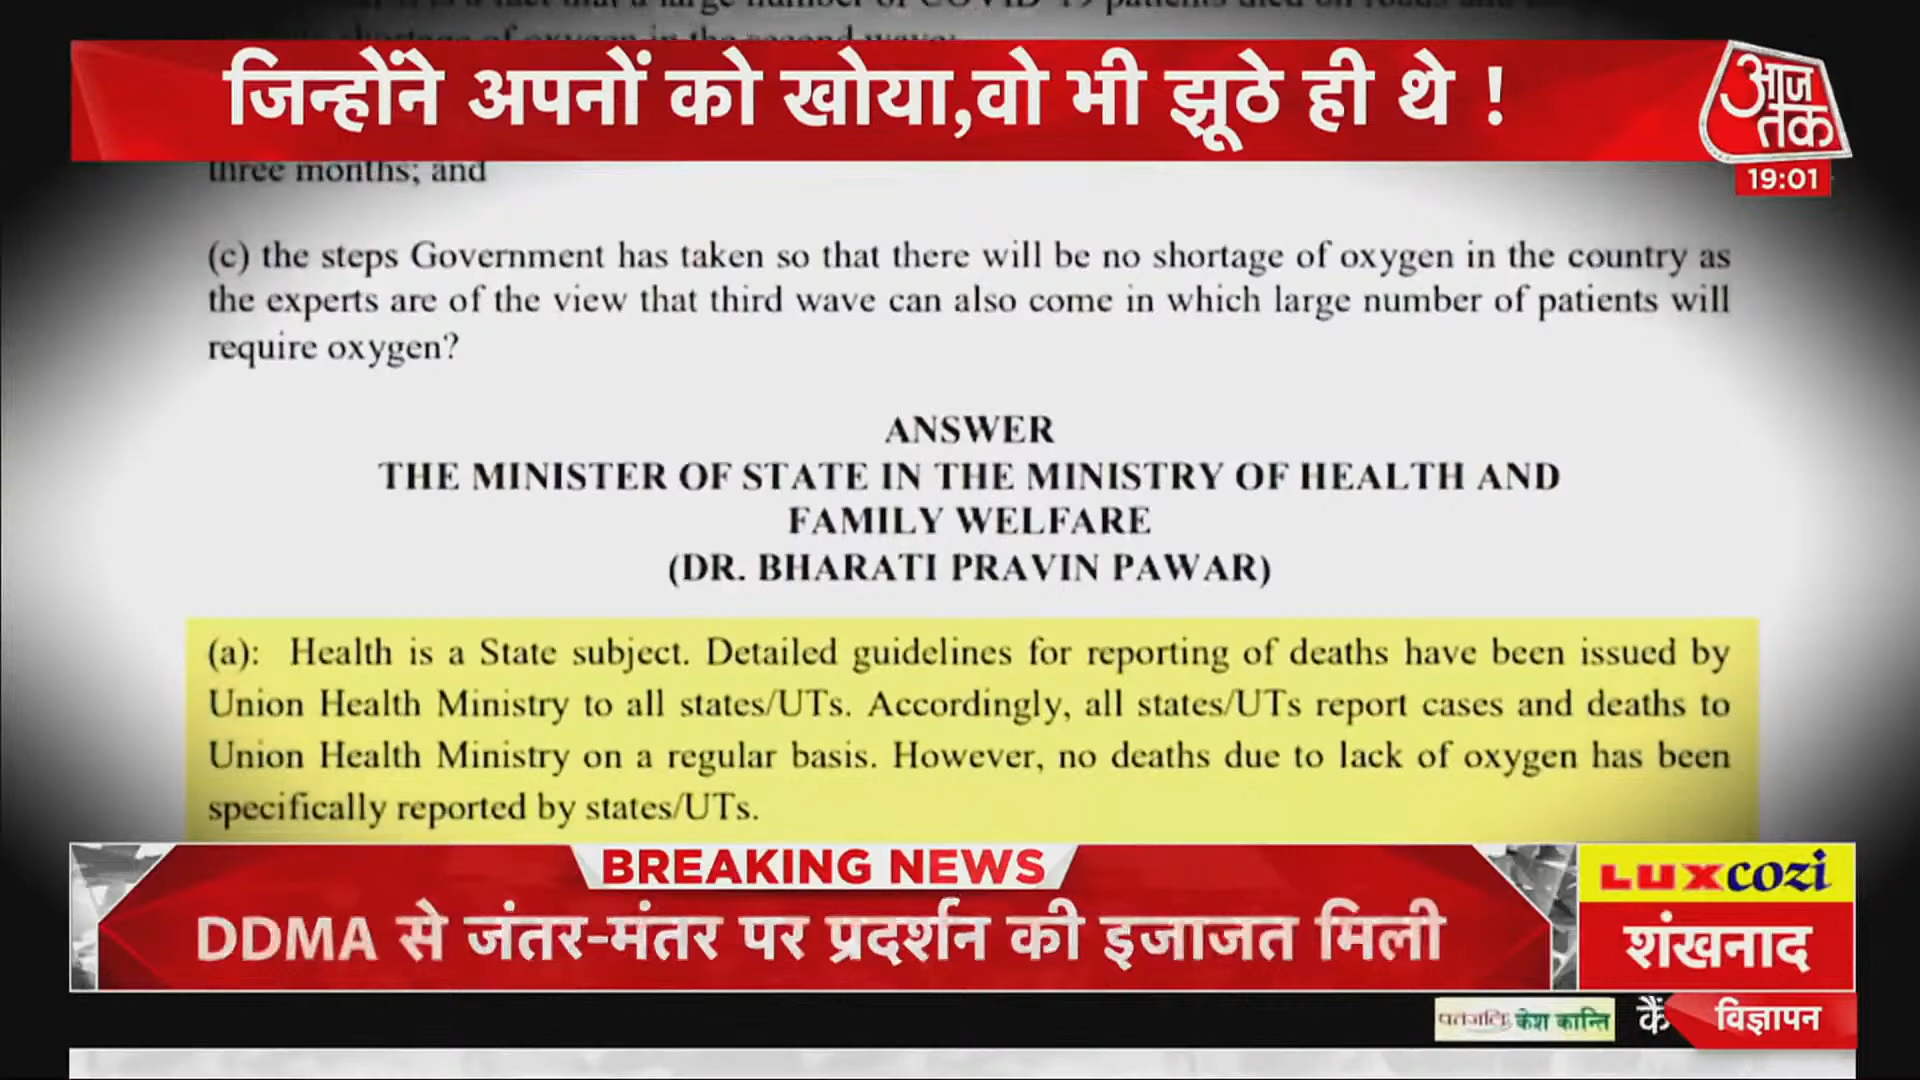 जिन्होंने अपनों को खोया,वो भी झूठे ही थे !
आज
तक
19:01
three months; and
(c) the steps Government has taken so that there will be no shortage of oxygen in the country as
the experts are of the view that third wave can also come in which large number of patients will
require oxygen?
ANSWER
THE MINISTER OF STATE IN THE MINISTRY OF HEALTH AND
FAMILY WELFARE
(DR. BHARATI PRAVIN PAWAR)
(a): Health is a State subject. Detailed guidelines for reporting of deaths have been issued by
Union Health Ministry to all states/UTs. Accordingly, all states/UTs report cases and deaths to
Union Health Ministry on a regular basis. However, no deaths due to lack of oxygen has been
specifically reported by states/UTs.
BREAKING NEWS
DDMA से जंतर-मंतर पर प्रदर्शन की इजाजत मिली
LUX cozi
शंखनाद
पतंजलि केश कान्ति
कैं
विज्ञापन